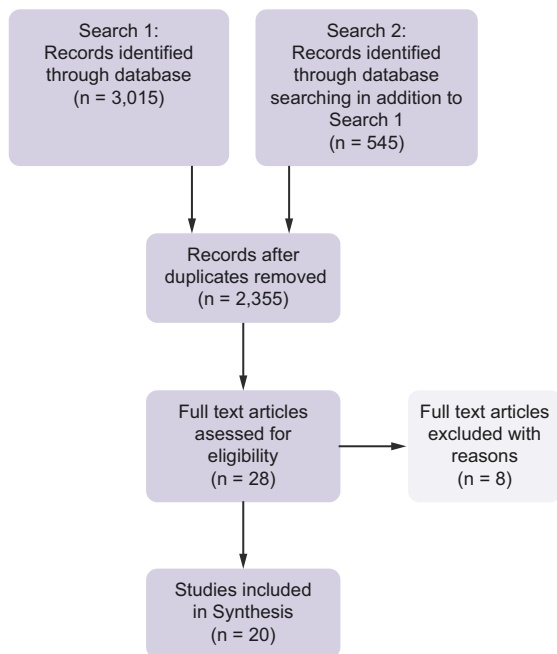 Search 1:
Records identified
through database
(n = 3,015)
Search 2:
Records identified
through database
searching in addition to
Search 1
(n = 545)
Records after
duplicates removed
(n = 2,355)
Full text articles
asessed for
eligibility
(n = 28)
Full text articles
excluded with
reasons
(n = 8)
Studies included
in Synthesis
(n = 20)